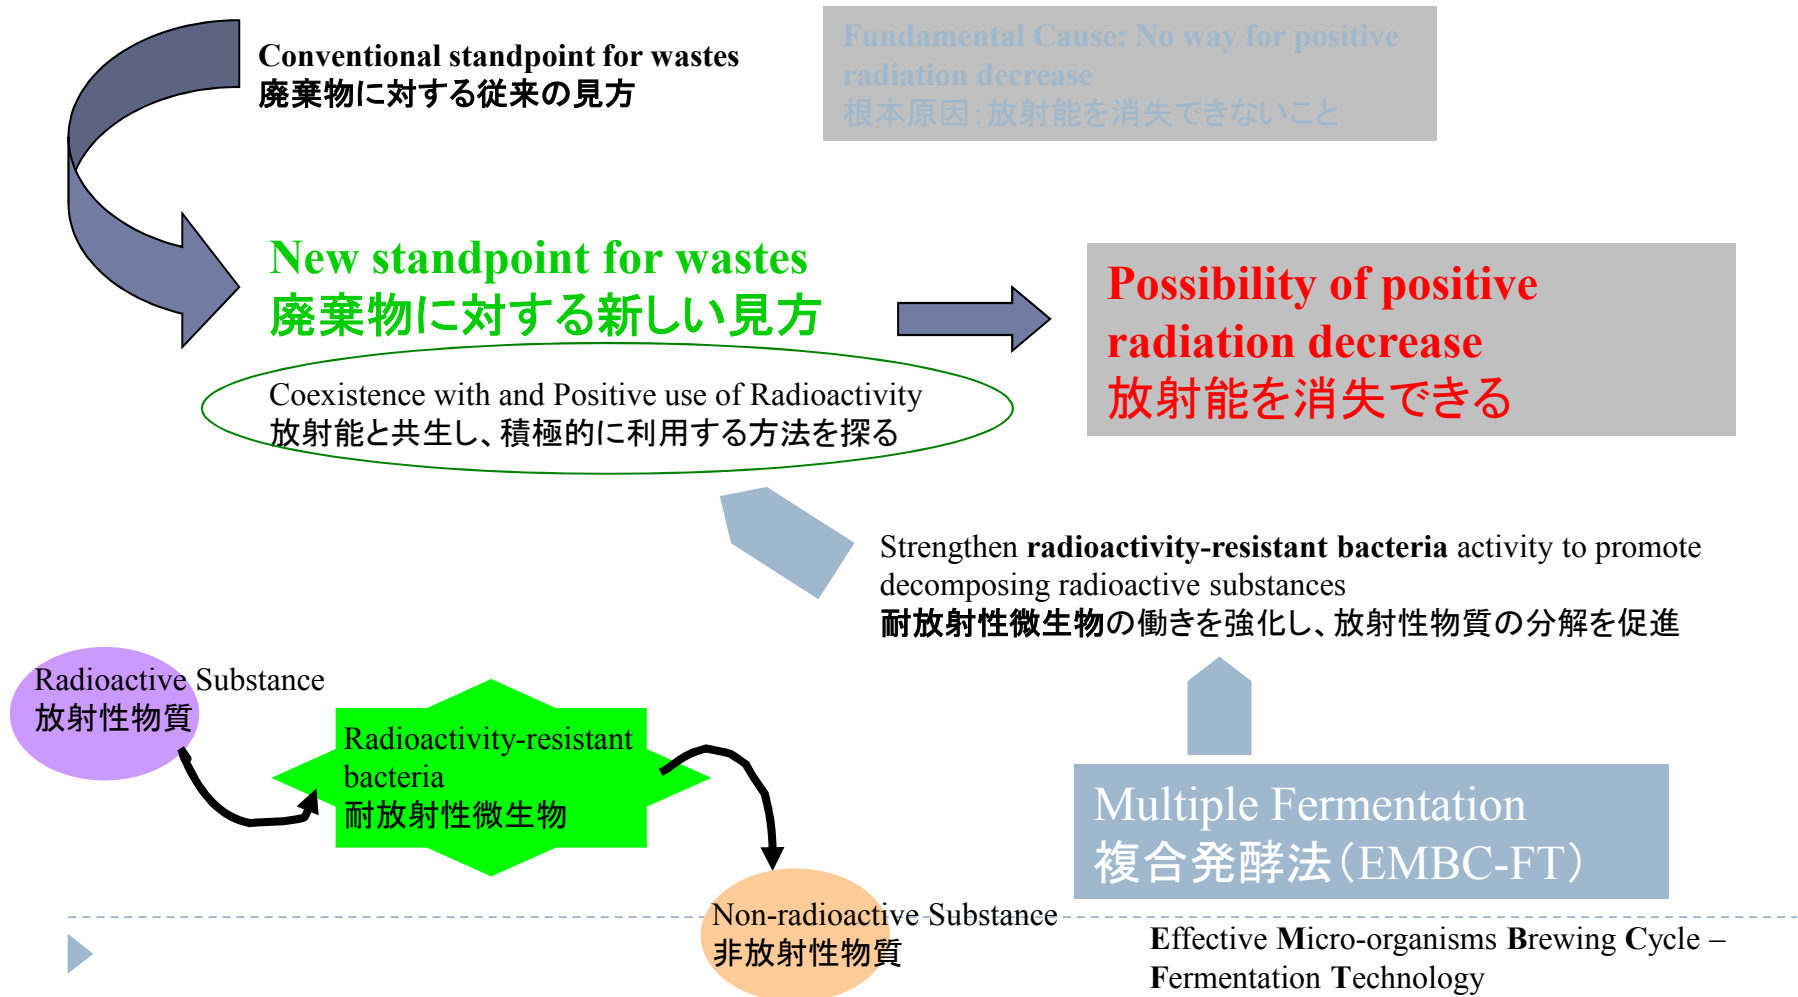 Conventional standpoint for wastes
廃棄物に対する従来の見方
Fundamental Cause: No way for positive
radiation decrease
根本原因：放射能を消失できないこと
New standpoint for wastes
廃棄物に対する新しい見方
Possibility of positive
radiation decrease
放射能を消失できる
Coexistence with and Positive use of Radioactivity
放射能と共生し、積極的に利用する方法を探る
Strengthen radioactivity-resistant bacteria activity to promote
decomposing radioactive substances
耐放射性微生物の働きを強化し、放射性物質の分解を促進
Radioactive Substance
放射性物質
Radioactivity-resistant
bacteria
耐放射性微生物
Multiple Fermentation
複合発酵法（EMBC-FT）
Non-radioactive Substance
非放射性物質
Effective Micro-organisms Brewing Cycle –
Fermentation Technology